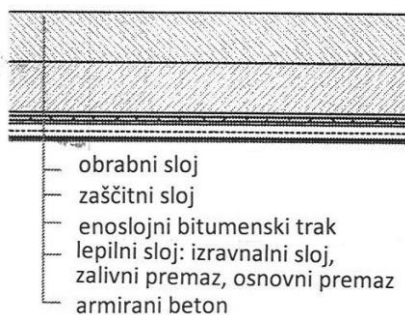 obrabni sloj
zaščitni sloj
enoslojni bitumenski trak
lepilni sloj: izravnalni sloj,
zalivni premaz, osnovni premaz
armirani beton